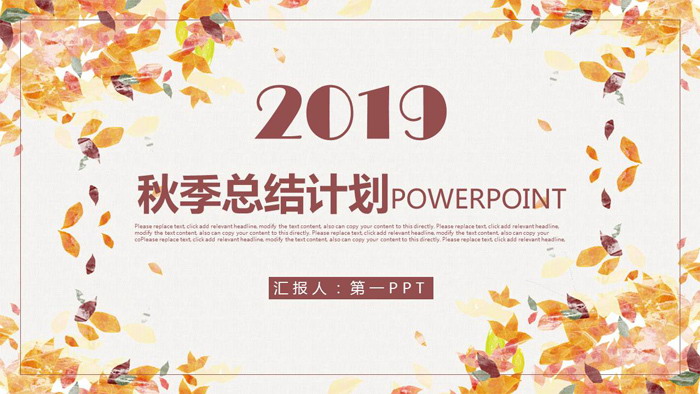 2019
秋季总结计划POWERPOINT
Please replace text, click add relevant headline, modify the text content, also can copy your content to this directly. Please replace text, click add relevant headline,
modify the text content, also can copy your content to this directly. Please replace text, click add relevant headline, modify the text content, also can copy your
coPlease replace text, click add relevant headline, modify the text content, also can copy your content to this directly. Please replace text, click add relevant headline,
汇报人：第一PPT